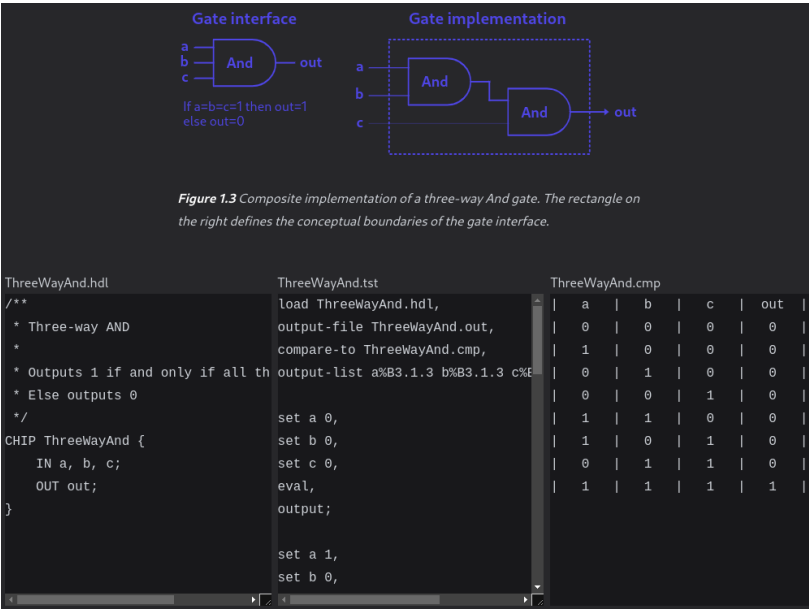 Gate interface
Gate implementation
a
b
c
And
out
If a=b=c=1 then out=1
else out=0
a
b
c
And
And
out
Figure 1.3 Composite implementation of a three-way And gate. The rectangle on
the right defines the conceptual boundaries of the gate interface.
ThreeWayAnd.hdl
/**
 * Three-way AND
 *
 * Outputs 1 if and only if all th
 * Else outputs 0
 */
CHIP ThreeWayAnd {
    IN a, b, c;
    OUT out;
}
ThreeWayAnd.tst
load ThreeWayAnd.hdl,
output-file ThreeWayAnd.out,
compare-to ThreeWayAnd.cmp,
output-list a%B3.1.3 b%B3.1.3 c%B
set a 0,
set b 0,
set c 0,
eval,
output;
set a 1,
set b 0,
ThreeWayAnd.cmp
|   a   |   b   |   c   |  out  |
|   0   |   0   |   0   |   0   |
|   1   |   0   |   0   |   0   |
|   0   |   1   |   0   |   0   |
|   0   |   0   |   1   |   0   |
|   1   |   1   |   0   |   0   |
|   1   |   0   |   1   |   0   |
|   0   |   1   |   1   |   0   |
|   1   |   1   |   1   |   1   |